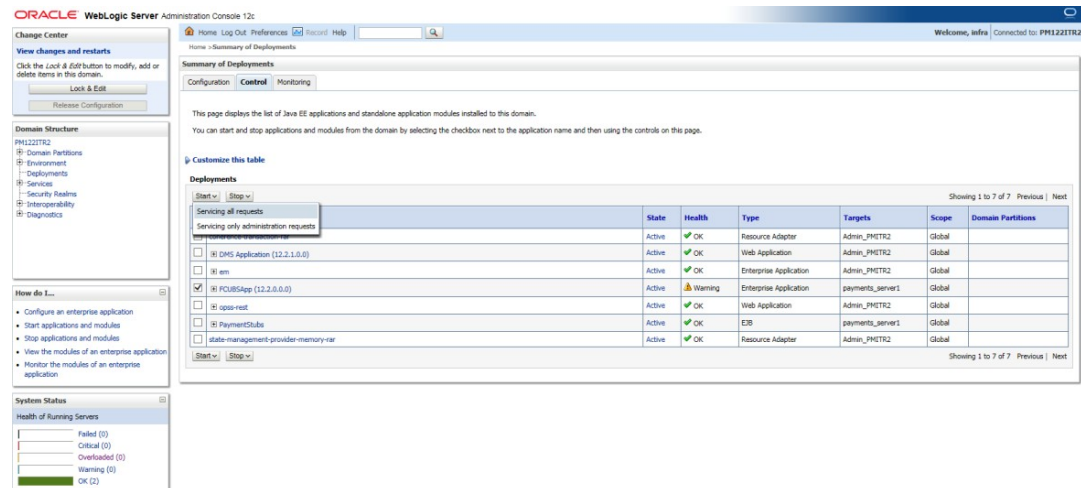 ORACLE WebLogic Server Administration Console 12c
Change Center
View changes and restarts
Click the Lock & Edit button to modify, add or
delete items in this domain.
Lock & Edit
Release Configuration
Domain Structure
PM122ITR2
Domain Partitions
Environment
Deployments
Services
Security Realms
Interoperability
Diagnostics
How do I...
Configure an enterprise application
Start applications and modules
Stop applications and modules
View the modules of an enterprise application
Monitor the modules of an enterprise
application
System Status
Health of Running Servers
Failed (0)
Critical (0)
Overloaded (0)
Warning (0)
OK (2)
Home Log Out Preferences Record Help
Welcome, infra Connected to: PM122ITR2
Home >Summary of Deployments
Summary of Deployments
Configuration Control Monitoring
This page displays the list of Java EE applications and standalone application modules installed to this domain.
You can start and stop applications and modules from the domain by selecting the checkbox next to the application name and then using the controls on this page.
Customize this table
Deployments
Start Stop Showing 1 to 7 of 7 Previous | Next
Servicing all requests
Servicing only administration requests
State Health Type Targets Scope Domain Partitions
coherence-transaction-rar Active OK Resource Adapter Admin_PMITR2 Global
DMS Application (12.2.1.0.0) Active OK Web Application Admin_PMITR2 Global
em Active OK Enterprise Application Admin_PMITR2 Global
FCUBSApp (12.2.0.0.0) Active Warning Enterprise Application payments_server1 Global
opss-rest Active OK Web Application Admin_PMITR2 Global
PaymentStubs Active OK EJB payments_server1 Global
state-management-provider-memory-rar Active OK Resource Adapter Admin_PMITR2 Global
Start Stop Showing 1 to 7 of 7 Previous | Next